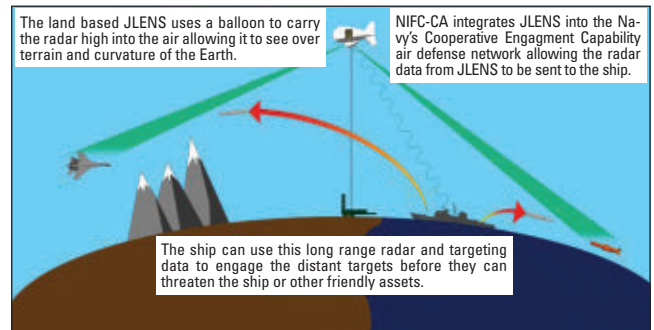 The land based JLENS uses a balloon to carry
the radar high into the air allowing it to see over
terrain and curvature of the Earth.
NIFC-CA integrates JLENS into the Na-
vy's Cooperative Engagment Capability
air defense network allowing the radar
data from JLENS to be sent to the ship.
The ship can use this long range radar and targeting
data to engage the distant targets before they can
threaten the ship or other friendly assets.